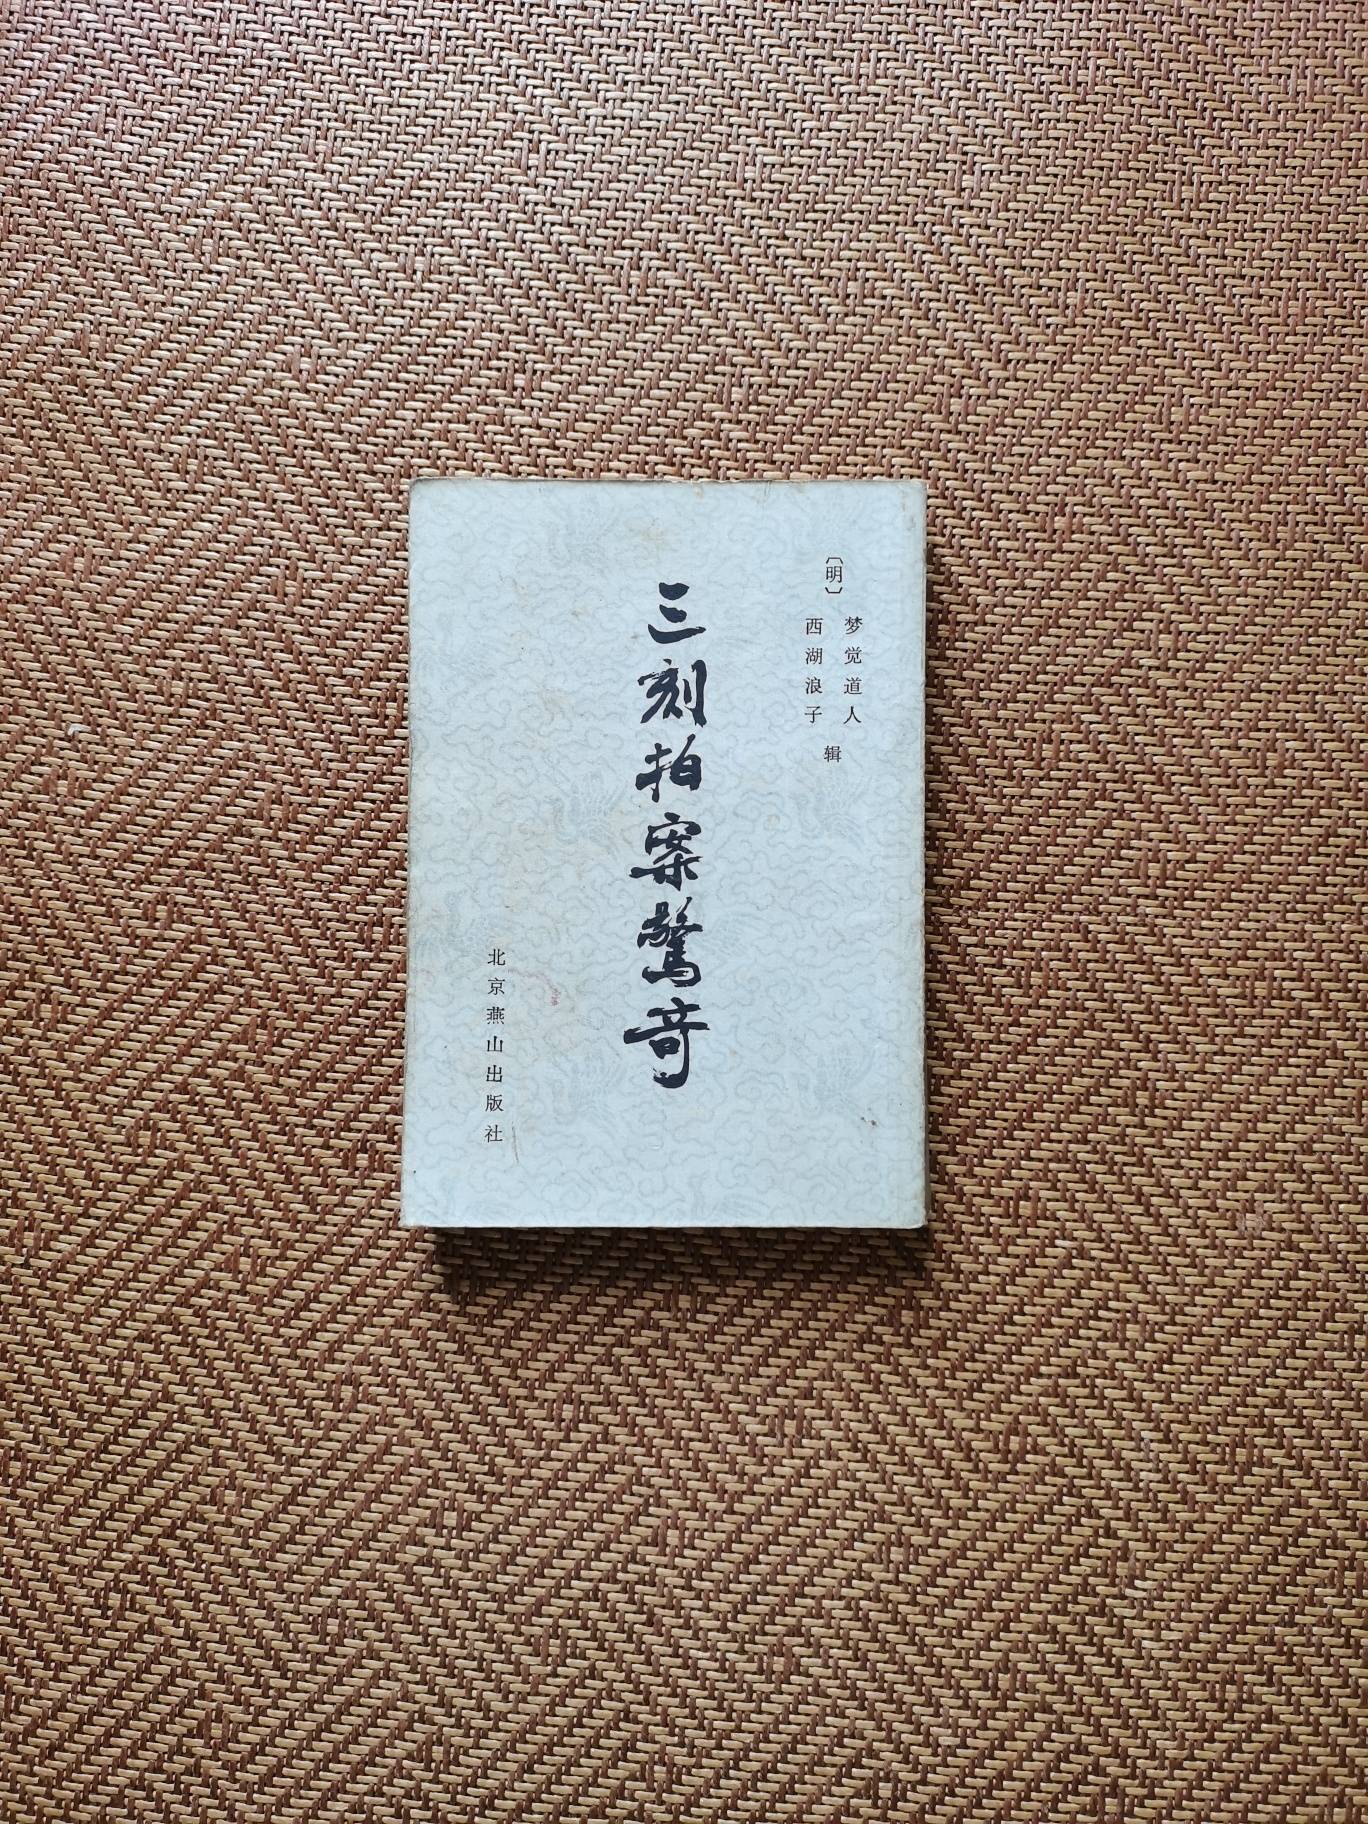 〔明〕
梦觉道人
西湖浪子
辑
三刻拍案驚奇
北京燕山出版社